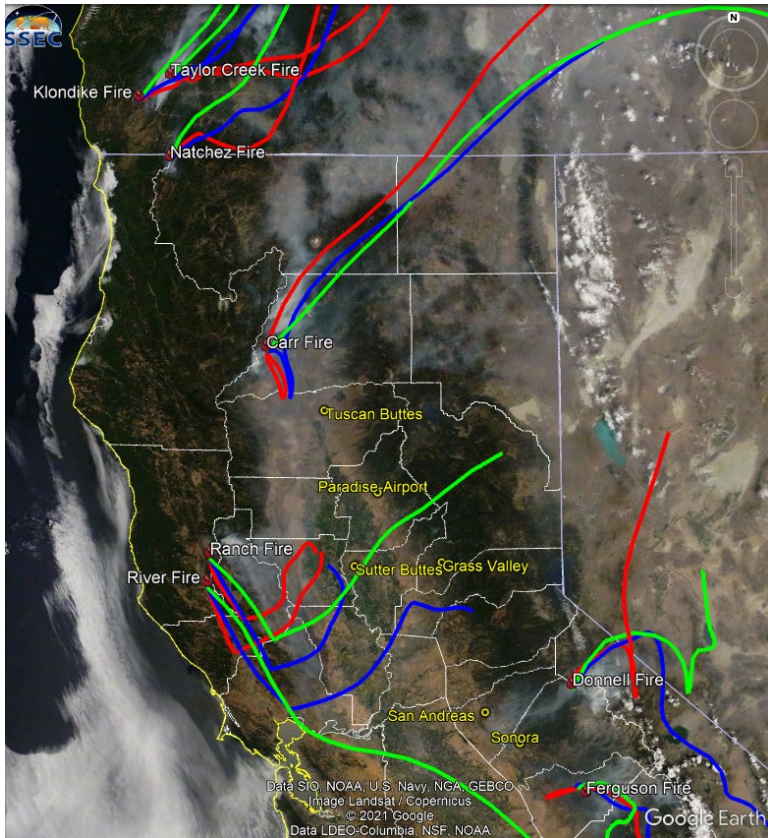 SSEC
N
Taylor Creek Fire
Klondike Fire
Natchez Fire
Carr Fire
Tuscan Buttes
Paradise-Airport
Ranch Fire
Sutter Buttes
Grass Valley
River Fire
Donnell Fire
San Andreas
Sonora
Data SIO, NOAA, U.S. Navy, NGA, GEBCO
Image Landsat / Copernicus
© 2021 Google
Data LDEO-Columbia, NSF, NOAA
Ferguson Fire
Google Earth